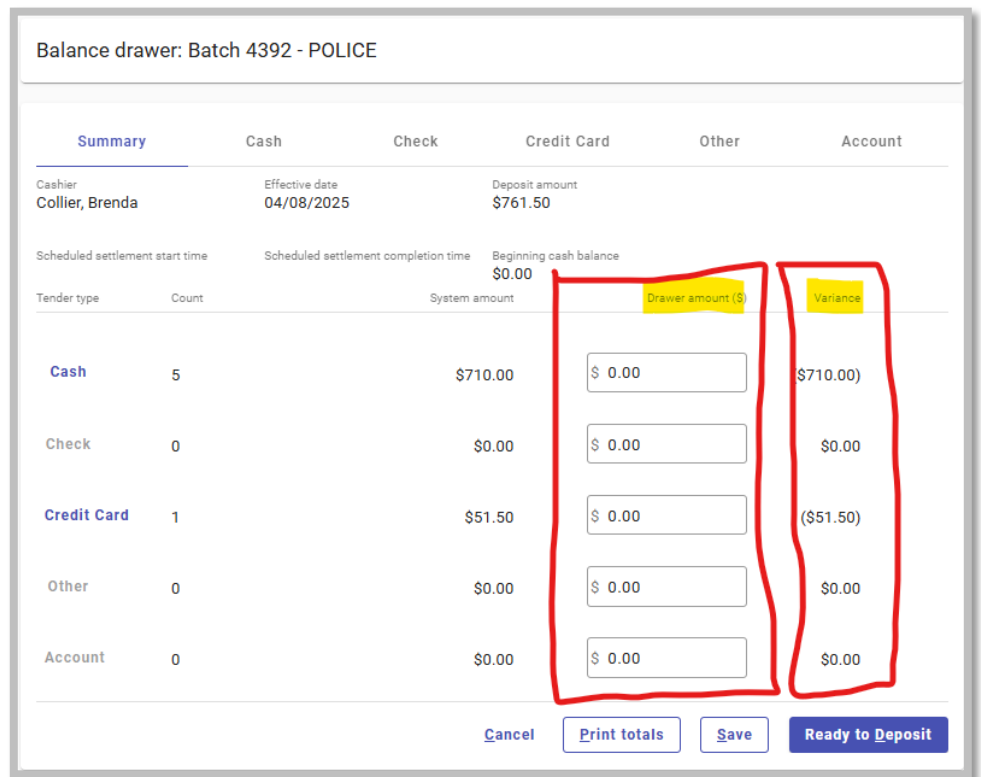 Balance drawer: Batch 4392 - POLICE
Summary Cash Check Credit Card Other Account
Cashier Effective date Deposit amount
Collier, Brenda 04/08/2025 $761.50
Scheduled settlement start time Scheduled settlement completion time Beginning cash balance
$0.00
Tender type Count System amount Drawer amount ($) Variance
Cash 5 $710.00 $ 0.00 ($710.00)
Check 0 $0.00 $ 0.00 $0.00
Credit Card 1 $51.50 $ 0.00 ($51.50)
Other 0 $0.00 $ 0.00 $0.00
Account 0 $0.00 $ 0.00 $0.00
Cancel Print totals Save Ready to Deposit